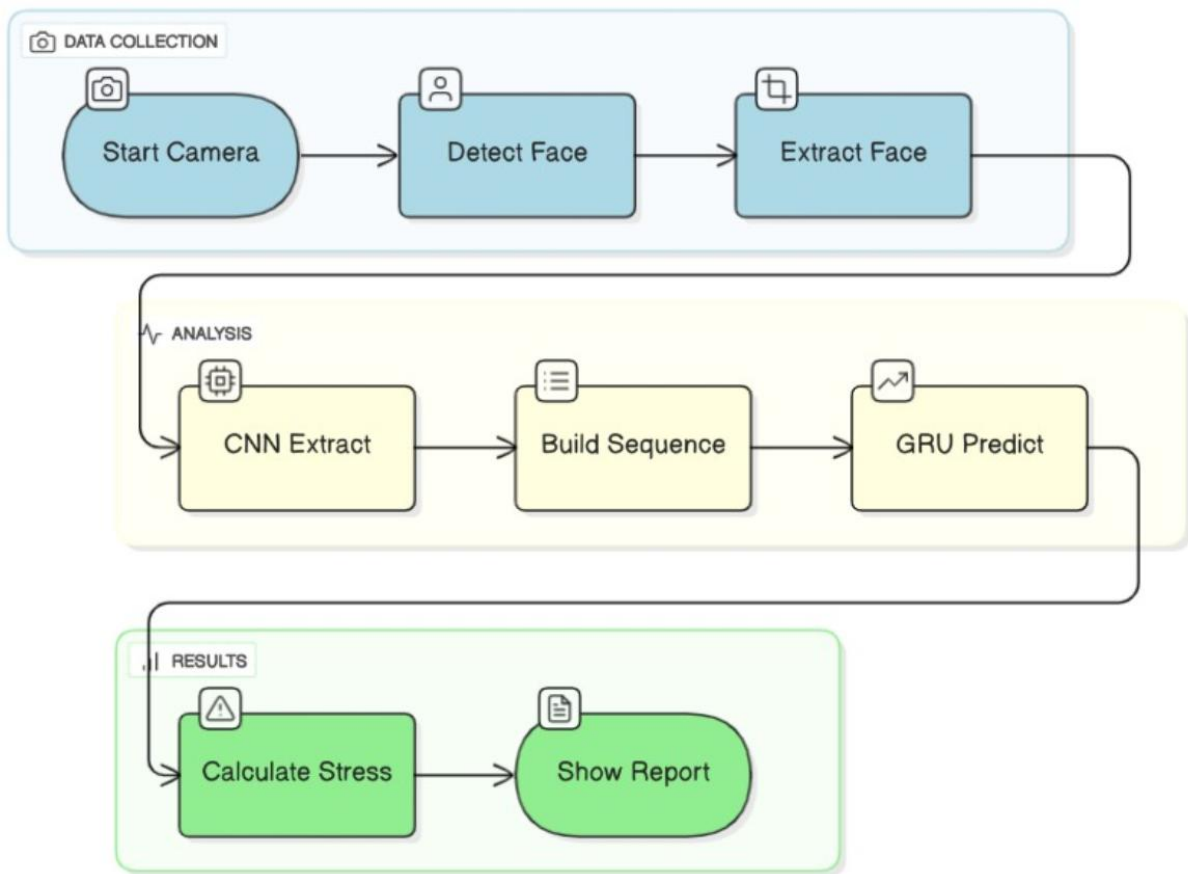 DATA COLLECTION
Start Camera
Detect Face
Extract Face
ANALYSIS
CNN Extract
Build Sequence
GRU Predict
RESULTS
Calculate Stress
Show Report